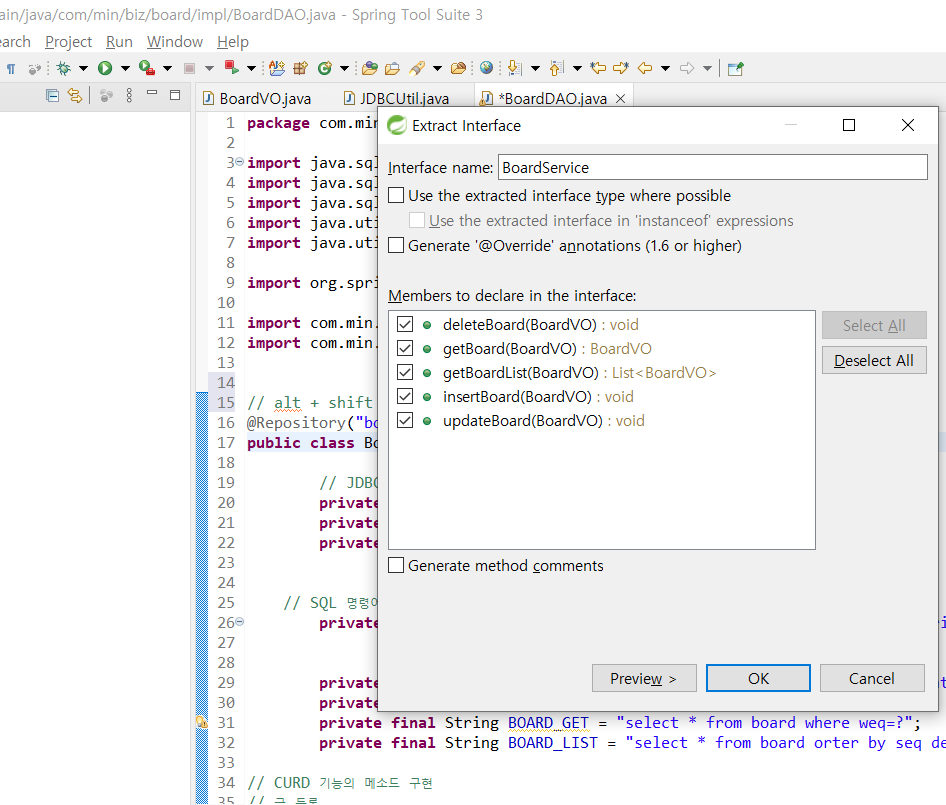 ain/java/com/min/biz/board/impl/BoardDAO.java - Spring Tool Suite 3
earch Project Run Window Help
BoardVO.java JDBCUtil.java *BoardDAO.java
Extract Interface
Interface name: BoardService
Use the extracted interface type where possible
Use the extracted interface in 'instanceof' expressions
Generate '@Override' annotations (1.6 or higher)
Members to declare in the interface:
deleteBoard(BoardVO) : void
getBoard(BoardVO) : BoardVO
getBoardList(BoardVO) : List<BoardVO>
insertBoard(BoardVO) : void
updateBoard(BoardVO) : void
Select All
Deselect All
Generate method comments
Preview > OK Cancel
1 package com.min
2
3 import java.sql
4 import java.sql
5 import java.sql
6 import java.uti
7 import java.uti
8
9 import org.spri
10
11 import com.min.
12 import com.min.
13
14
15 // alt + shift
16 @Repository("bo
17 public class Bo
18
19 // JDBC
20 private
21 private
22 private
23
24
25 // SQL 명령어
26 private
27
28
29 private
30 private
31 private final String BOARD_GET = "select * from board where weq=?";
32 private final String BOARD_LIST = "select * from board orter by seq de
33
34 // CURD 기능의 메소드 구현
35 // 글 등록